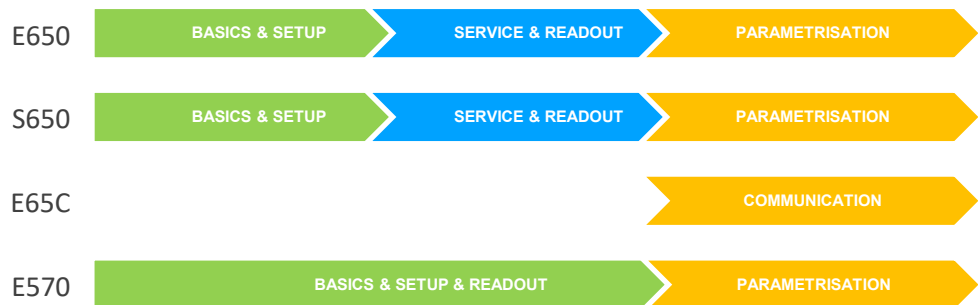 E650 BASICS & SETUP SERVICE & READOUT PARAMETRISATION
S650 BASICS & SETUP SERVICE & READOUT PARAMETRISATION
E65C COMMUNICATION
E570 BASICS & SETUP & READOUT PARAMETRISATION